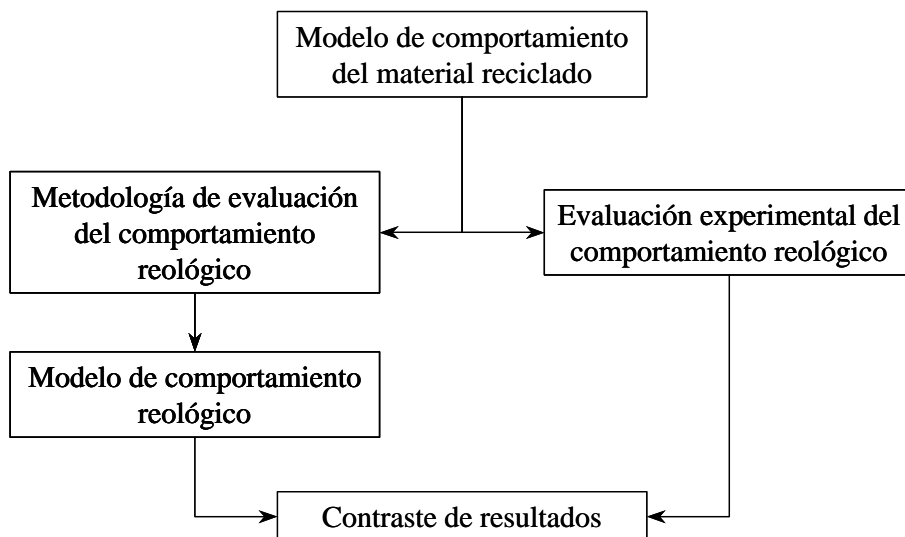 Modelo de comportamiento
del material reciclado
Metodología de evaluación
del comportamiento
reológico
Evaluación experimental del
comportamiento reológico
Modelo de comportamiento
reológico
Contraste de resultados